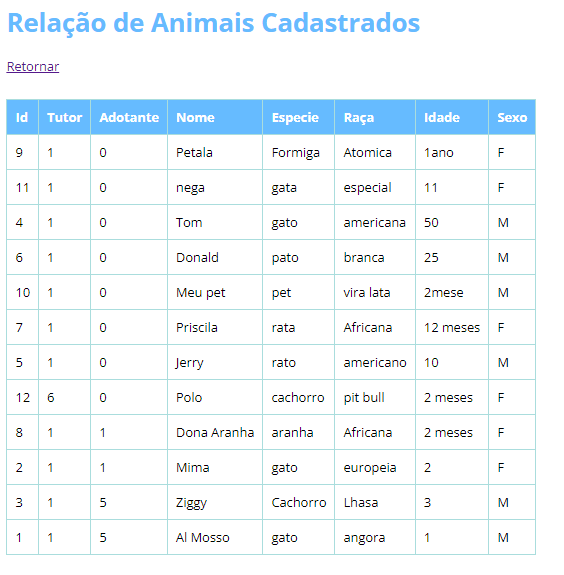 Relação de Animais Cadastrados
Retornar
Id Tutor Adotante Nome Especie Raça Idade Sexo
9 1 0 Petala Formiga Atomica 1ano F
11 1 0 nega gata especial 11 F
4 1 0 Tom gato americana 50 M
6 1 0 Donald pato branca 25 M
10 1 0 Meu pet pet vira lata 2mese M
7 1 0 Priscila rata Africana 12 meses F
5 1 0 Jerry rato americano 10 M
12 6 0 Polo cachorro pit bull 2 meses F
8 1 1 Dona Aranha aranha Africana 2 meses F
2 1 1 Mima gato europeia 2 F
3 1 5 Ziggy Cachorro Lhasa 3 M
1 1 5 Al Mosso gato angora 1 M